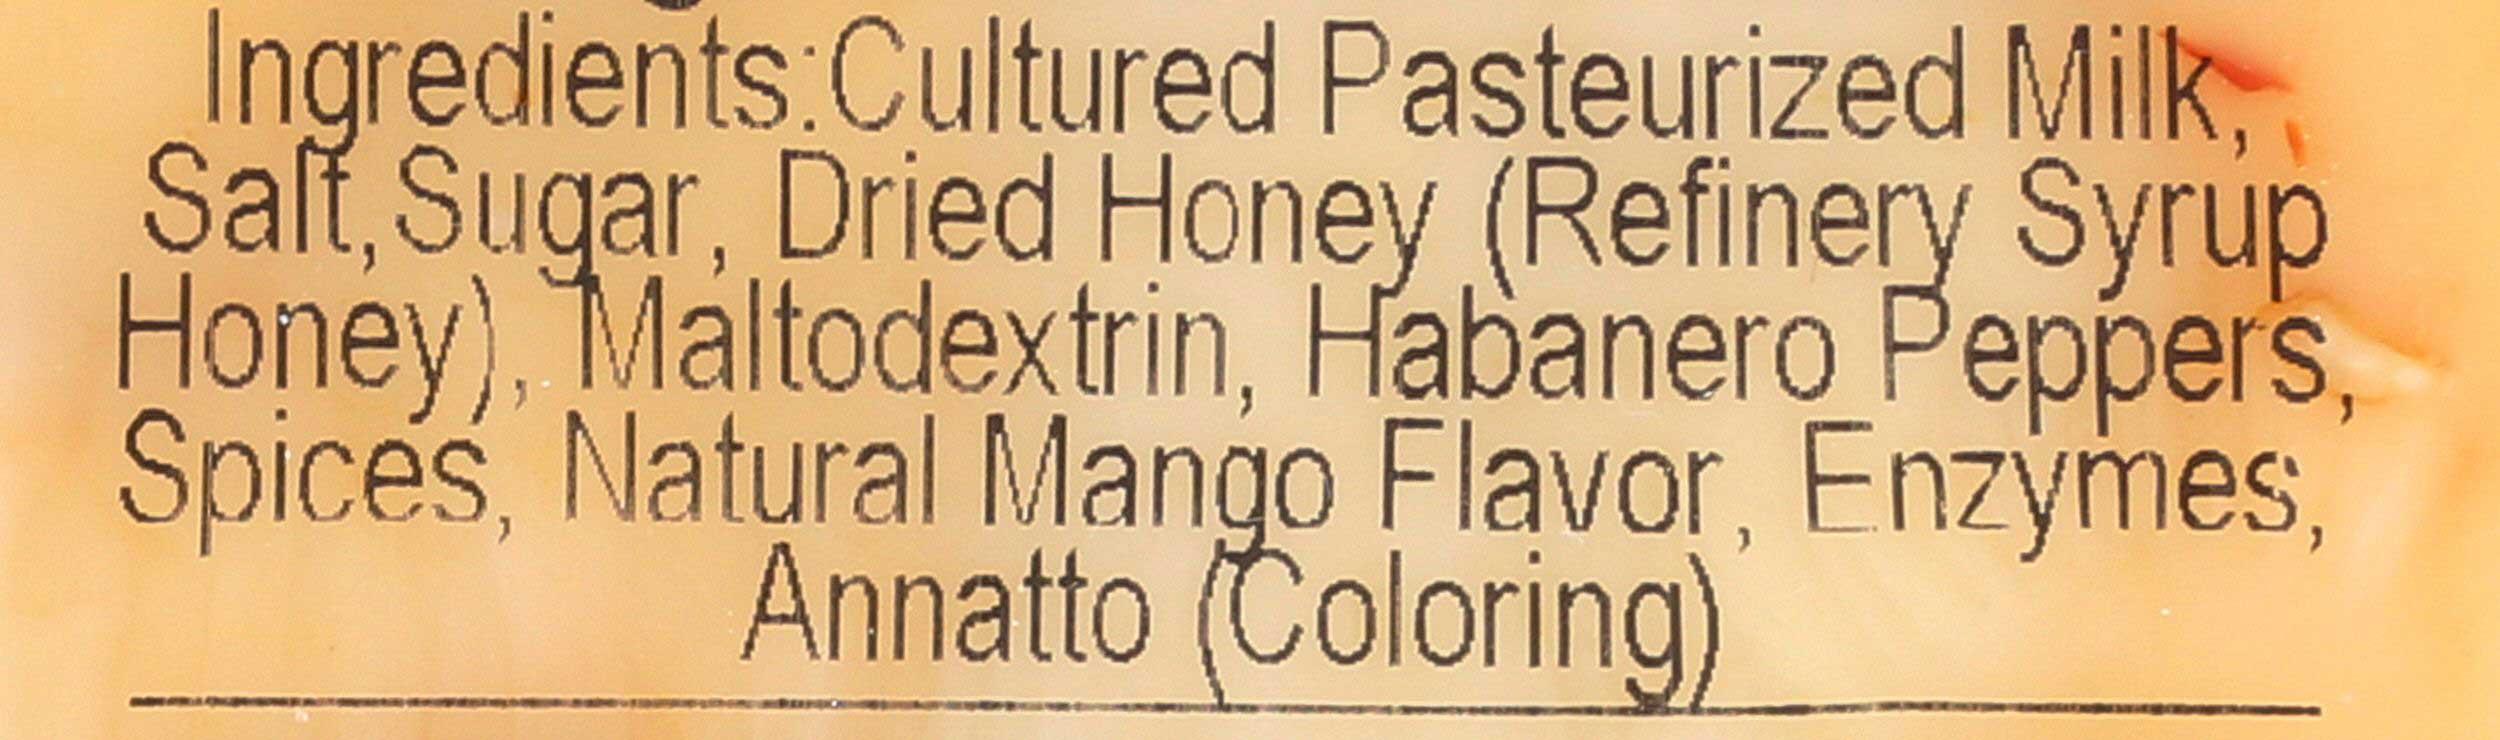 Ingredients:Cultured Pasteurized Milk,
Salt,Sugar, Dried Honey (Refinery Syrup
Honey), Maltodextrin, Habanero Peppers,
Spices, Natural Mango Flavor, Enzymes,
Annatto (Coloring)